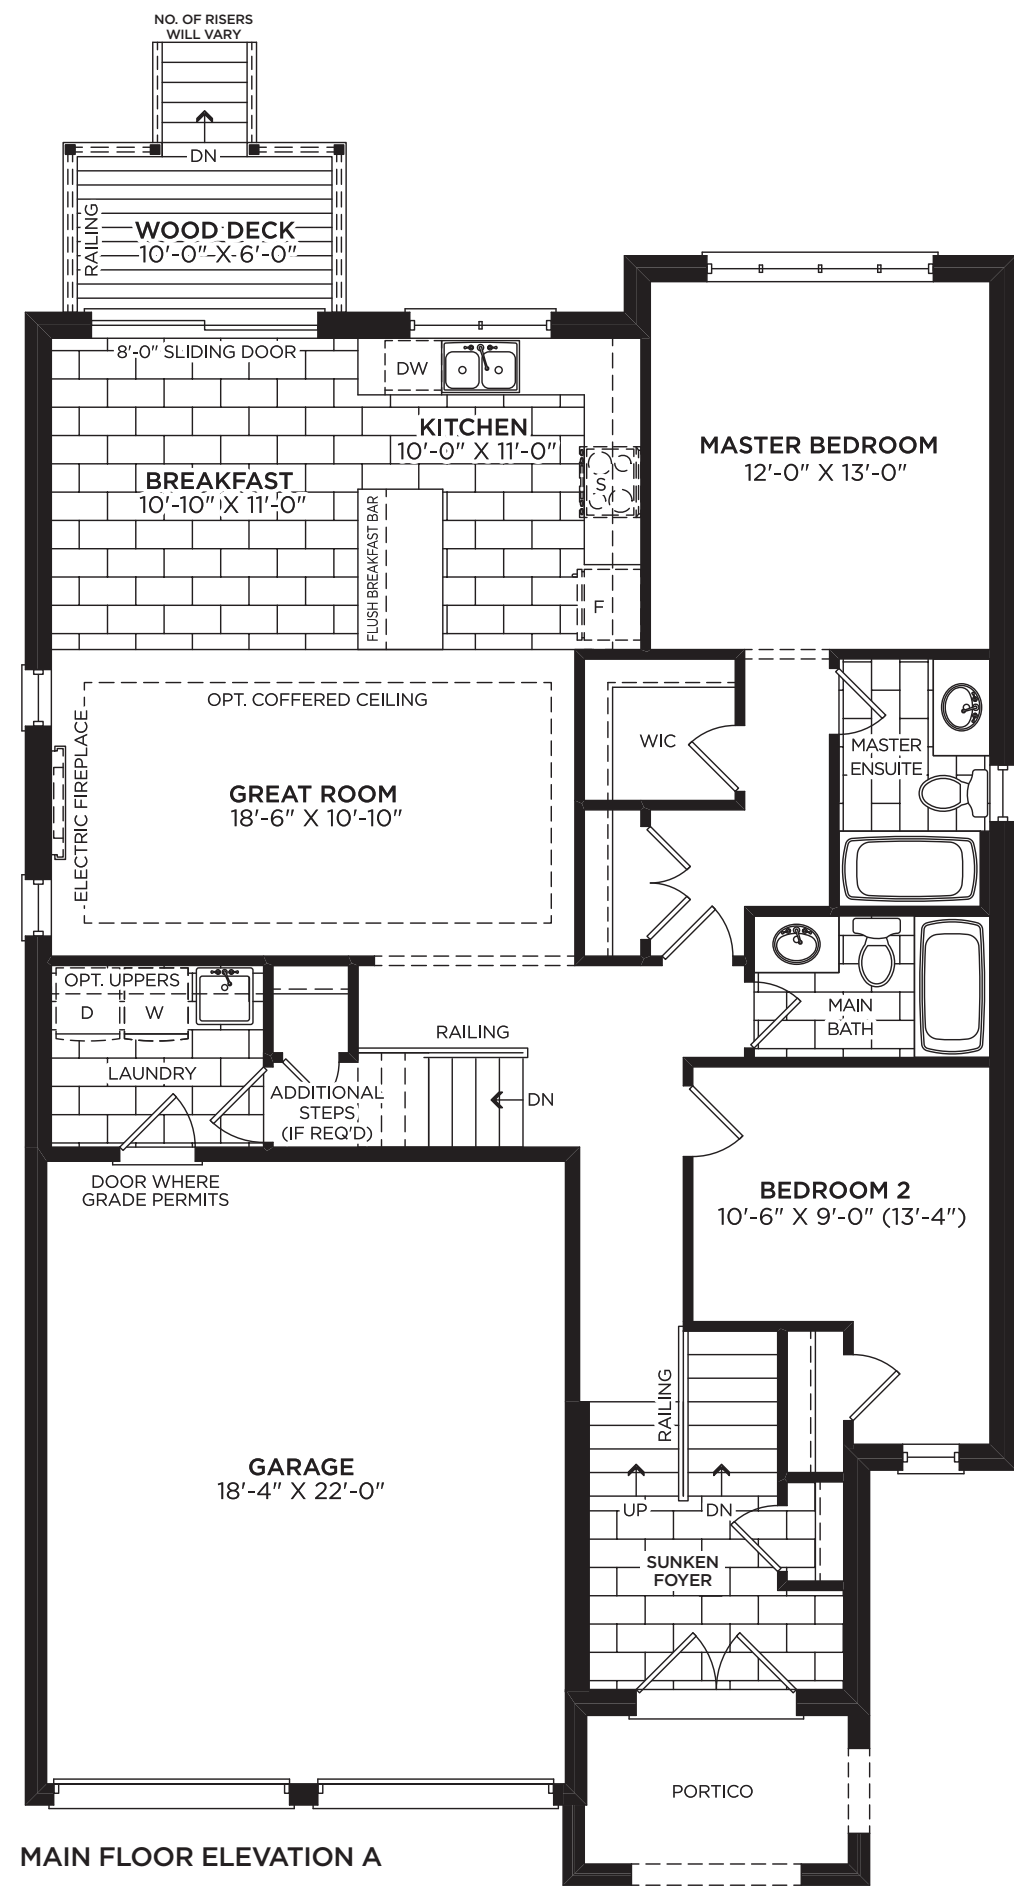 NO. OF RISERS
WILL VARY
DN
RAILING
WOOD DECK
10'-0" X 6'-0"
8'-0" SLIDING DOOR
DW
KITCHEN
10'-0" X 11'-0"
BREAKFAST
10'-10" X 11'-0"
S
FLUSH BREAKFAST BAR
F
MASTER BEDROOM
12'-0" X 13'-0"
OPT. COFFERED CEILING
ELECTRIC FIREPLACE
GREAT ROOM
18'-6" X 10'-10"
WIC
MASTER
ENSUITE
OPT. UPPERS
D
W
LAUNDRY
RAILING
ADDITIONAL
STEPS
(IF REQ'D)
DN
MAIN
BATH
DOOR WHERE
GRADE PERMITS
BEDROOM 2
10'-6" X 9'-0" (13'-4")
RAILING
GARAGE
18'-4" X 22'-0"
UP
DN
SUNKEN
FOYER
PORTICO
MAIN FLOOR ELEVATION A